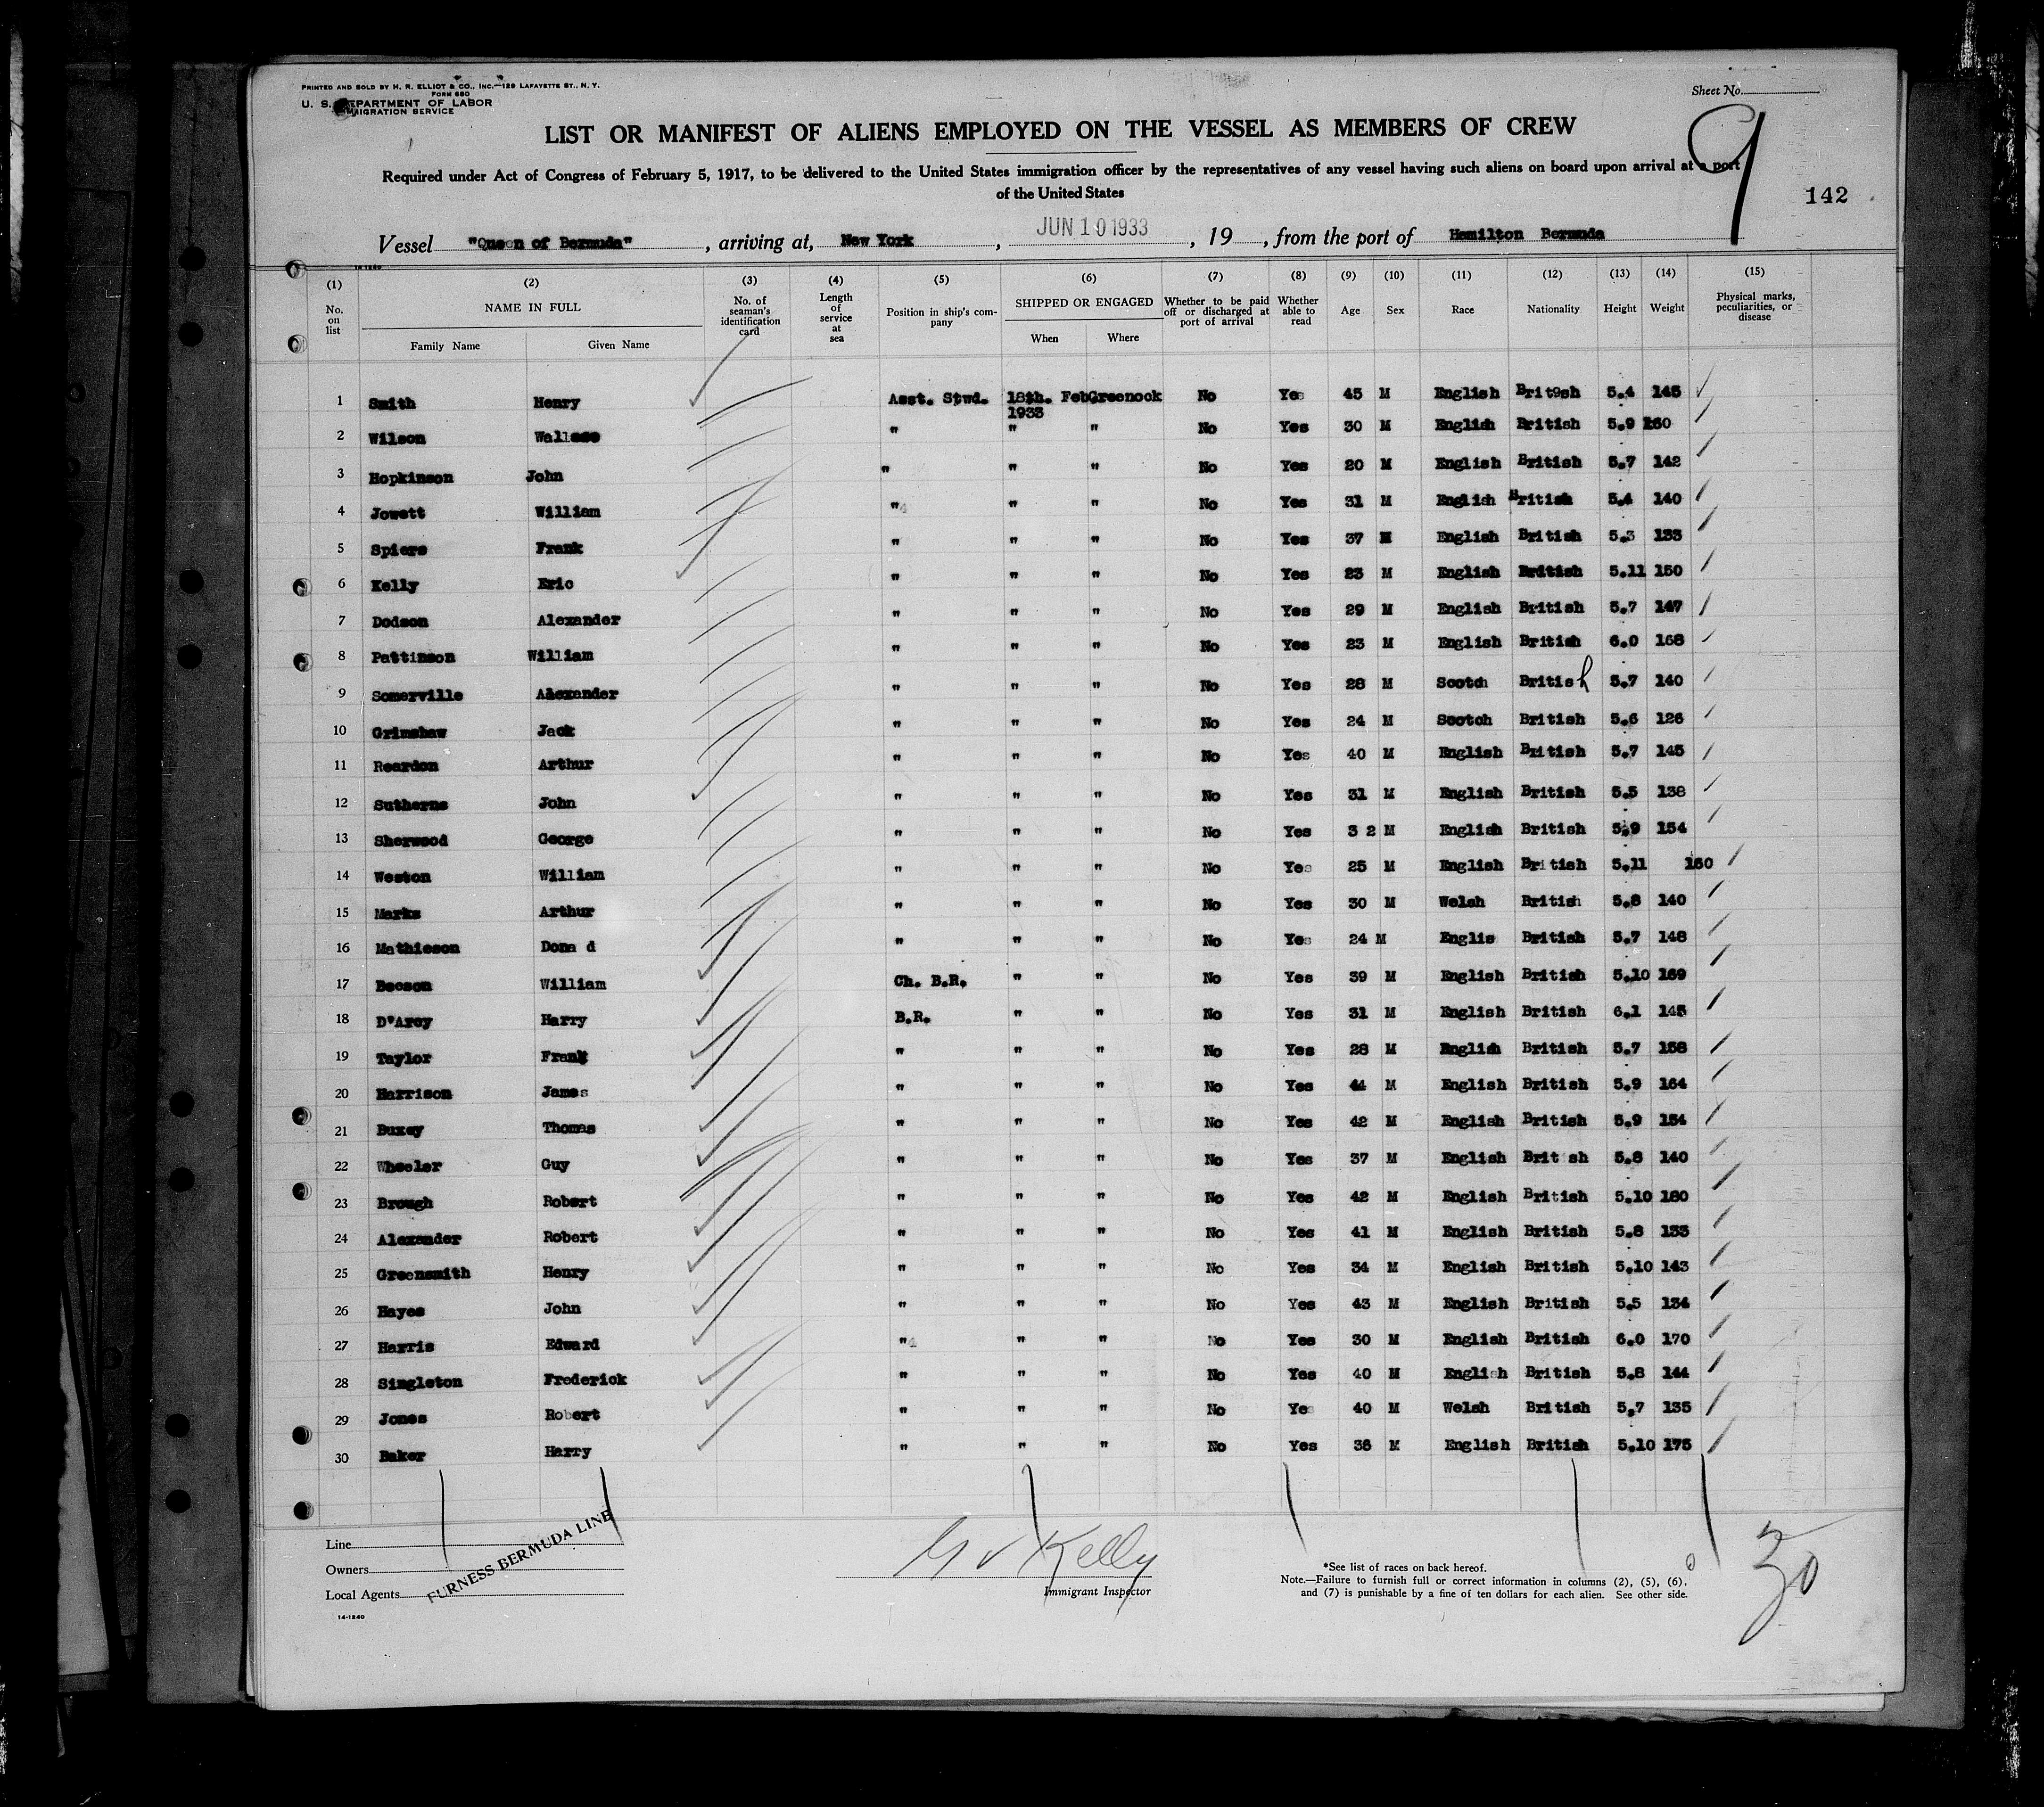 PRINTED AND SOLD BY H. R. ELLIOT & CO., INC.—129 LAFAYETTE ST., N. Y.
FORM 680
U. S. DEPARTMENT OF LABOR
IMMIGRATION SERVICE
Sheet No.
9
LIST OR MANIFEST OF ALIENS EMPLOYED ON THE VESSEL AS MEMBERS OF CREW
Required under Act of Congress of February 5, 1917, to be delivered to the United States immigration officer by the representatives of any vessel having such aliens on board upon arrival at a port
of the United States
142
Vessel "Queen of Bermuda", arriving at, New York, JUN 10 1933, 19, from the port of Hamilton Bermuda
14-1240
(1) No. on list (2) NAME IN FULL Family Name Given Name (3) No. of seaman's identification card (4) Length of service at sea (5) Position in ship's company (6) SHIPPED OR ENGAGED When Where (7) Whether to be paid off or discharged at port of arrival (8) Whether able to read (9) Age (10) Sex (11) Race (12) Nationality (13) Height (14) Weight (15) Physical marks, peculiarities, or disease
1 Smith Henry Asst. Stwd. 18th. Feb 1933 Greenock No Yes 45 M English Brit9sh 5.4 145
2 Wilson Wallace " " " No Yes 30 M English British 5.9 160
3 Hopkinson John " " " No Yes 20 M English British 5.7 142
4 Jowett William " " " No Yes 31 M English British 5.4 140
5 Spiers Frank " " " No Yes 37 M English British 5.3 133
6 Kelly Eric " " " No Yes 23 M English British 5.11 150
7 Dodson Alexander " " " No Yes 29 M English British 5.7 147
8 Pattinson William " " " No Yes 23 M English British 6.0 168
9 Somerville Alexander " " " No Yes 28 M Scotch British 5.7 140
10 Grimshaw Jack " " " No Yes 24 M Scotch British 5.6 126
11 Reardon Arthur " " " No Yes 40 M English British 5.7 145
12 Sutherns John " " " No Yes 31 M English British 5.5 138
13 Sherwood George " " " No Yes 3 2 M English British 5.9 154
14 Weston William " " " No Yes 25 M English British 5.11 160
15 Marks Arthur " " " No Yes 30 M Welsh British 5.8 140
16 Mathieson Dona d " " " No Yes 24 M Englis British 5.7 148
17 Beeson William Ch. B.R. " " No Yes 39 M English British 5.10 169
18 D'Arcy Harry B.R. " " No Yes 31 M English British 6.1 145
19 Taylor Frank " " " No Yes 28 M English British 5.7 158
20 Harrison James " " " No Yes 44 M English British 5.9 164
21 Buxey Thomas " " " No Yes 42 M English British 5.9 154
22 Wheeler Guy " " " No Yes 37 M English Brit sh 5.8 140
23 Brough Robert " " " No Yes 42 M English British 5.10 180
24 Alexander Robert " " " No Yes 41 M English British 5.8 133
25 Greensmith Henry " " " No Yes 34 M English British 5.10 143
26 Hayes John " " " No Yes 43 M English British 5.5 134
27 Harris Edward " " " No Yes 30 M English British 6.0 170
28 Singleton Frederick " " " No Yes 40 M English British 5.8 144
29 Jones Robert " " " No Ye 40 M Welsh British 5.7 135
30 Baker Harry " " " No Yes 36 M English British 5.10 175
Line
Owners
Local Agents
FURNESS BERMUDA LINE
14-1240
G V Kelly
Immigrant Inspector
*See list of races on back hereof.
Note.—Failure to furnish full or correct information in columns (2), (5), (6),
and (7) is punishable by a fine of ten dollars for each alien. See other side.
30